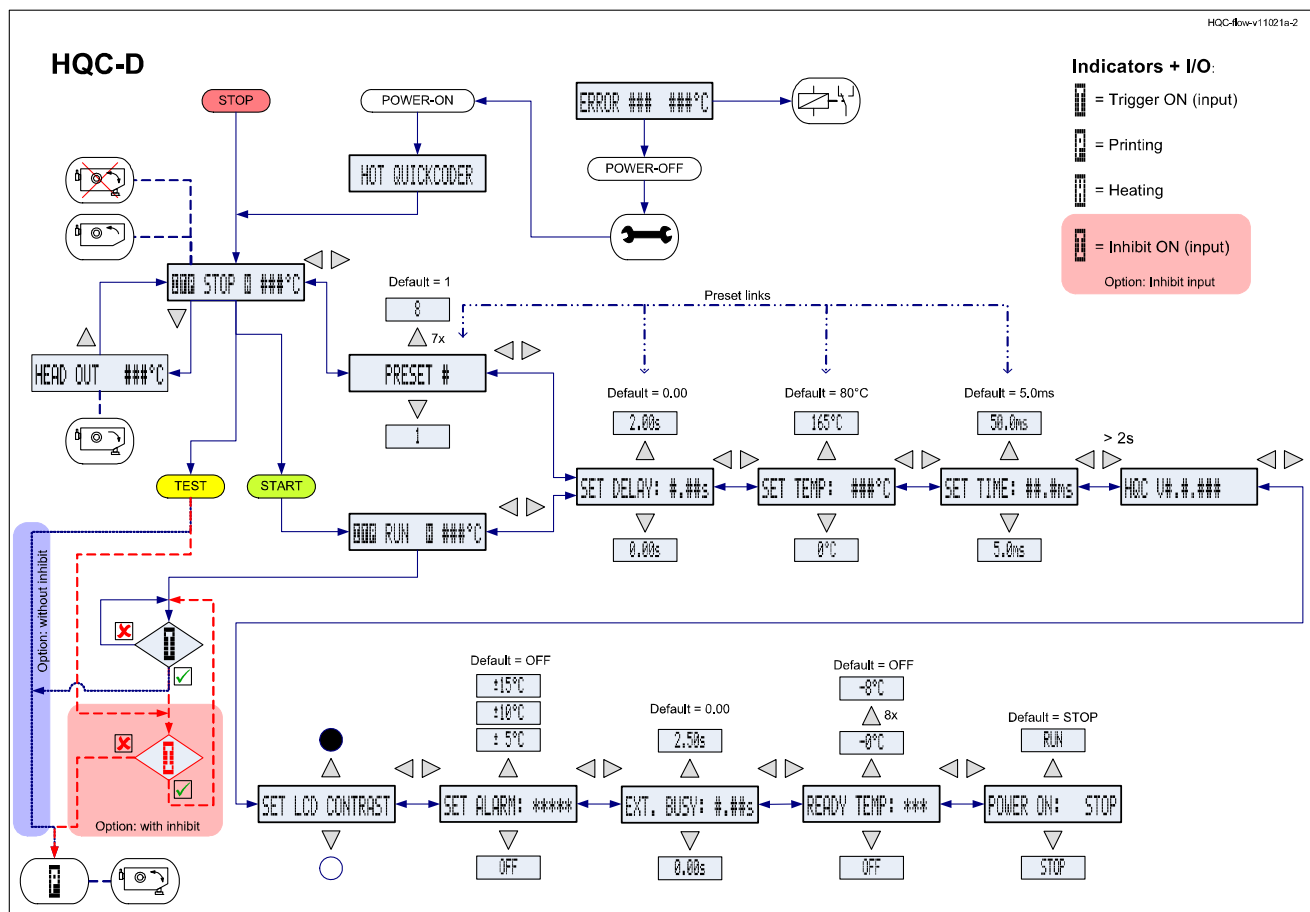 HQC-flow-v11021a-2
HQC-D
Indicators + I/O:
STOP
POWER-ON
ERROR ### ###°C
= Trigger ON (input)
= Printing
HOT QUICKCODER
POWER-OFF
= Heating
= Inhibit ON (input)
Option: Inhibit input
STOP ###°C
Default = 1
8
7x
Preset links
HEAD OUT ###°C
PRESET #
1
Default = 0.00
Default = 80°C
Default = 5.0ms
2.00s
165°C
50.0ms
> 2s
TEST
START
SET DELAY: #.##s
SET TEMP: ###°C
SET TIME: ##.#ms
HQC V#.#.###
RUN ###°C
0.00s
0°C
5.0ms
Option: without inhibit
Option: with inhibit
Default = OFF
±15°C
±10°C
± 5°C
Default = 0.00
2.50s
Default = OFF
-8°C
8x
-0°C
Default = STOP
RUN
SET LCD CONTRAST
SET ALARM: *****
EXT. BUSY: #.##s
READY TEMP: ***
POWER ON: STOP
OFF
0.00s
OFF
STOP